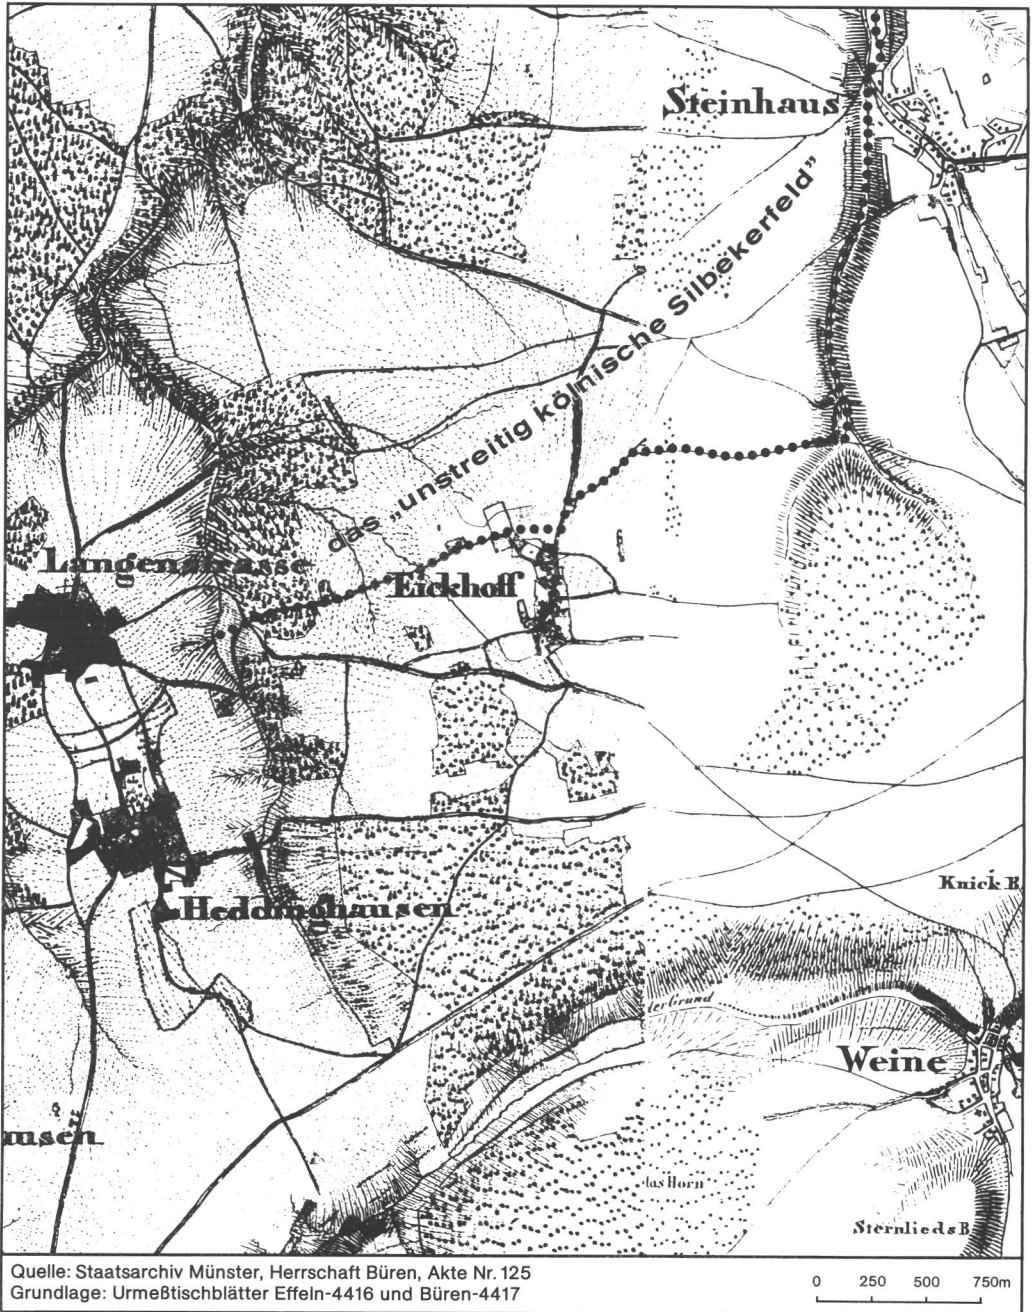 Steinhaus
das „unstreitig kölnische Silbekerfeld”
Langenstrasse
Eickhoff
Heddinghausen
Knick B
der Grund
Weine
ausen
das Horn
Sternlieds B
Quelle: Staatsarchiv Münster, Herrschaft Büren, Akte Nr. 125
Grundlage: Urmeßtischblätter Effeln-4416 und Büren-4417
0 250 500 750m